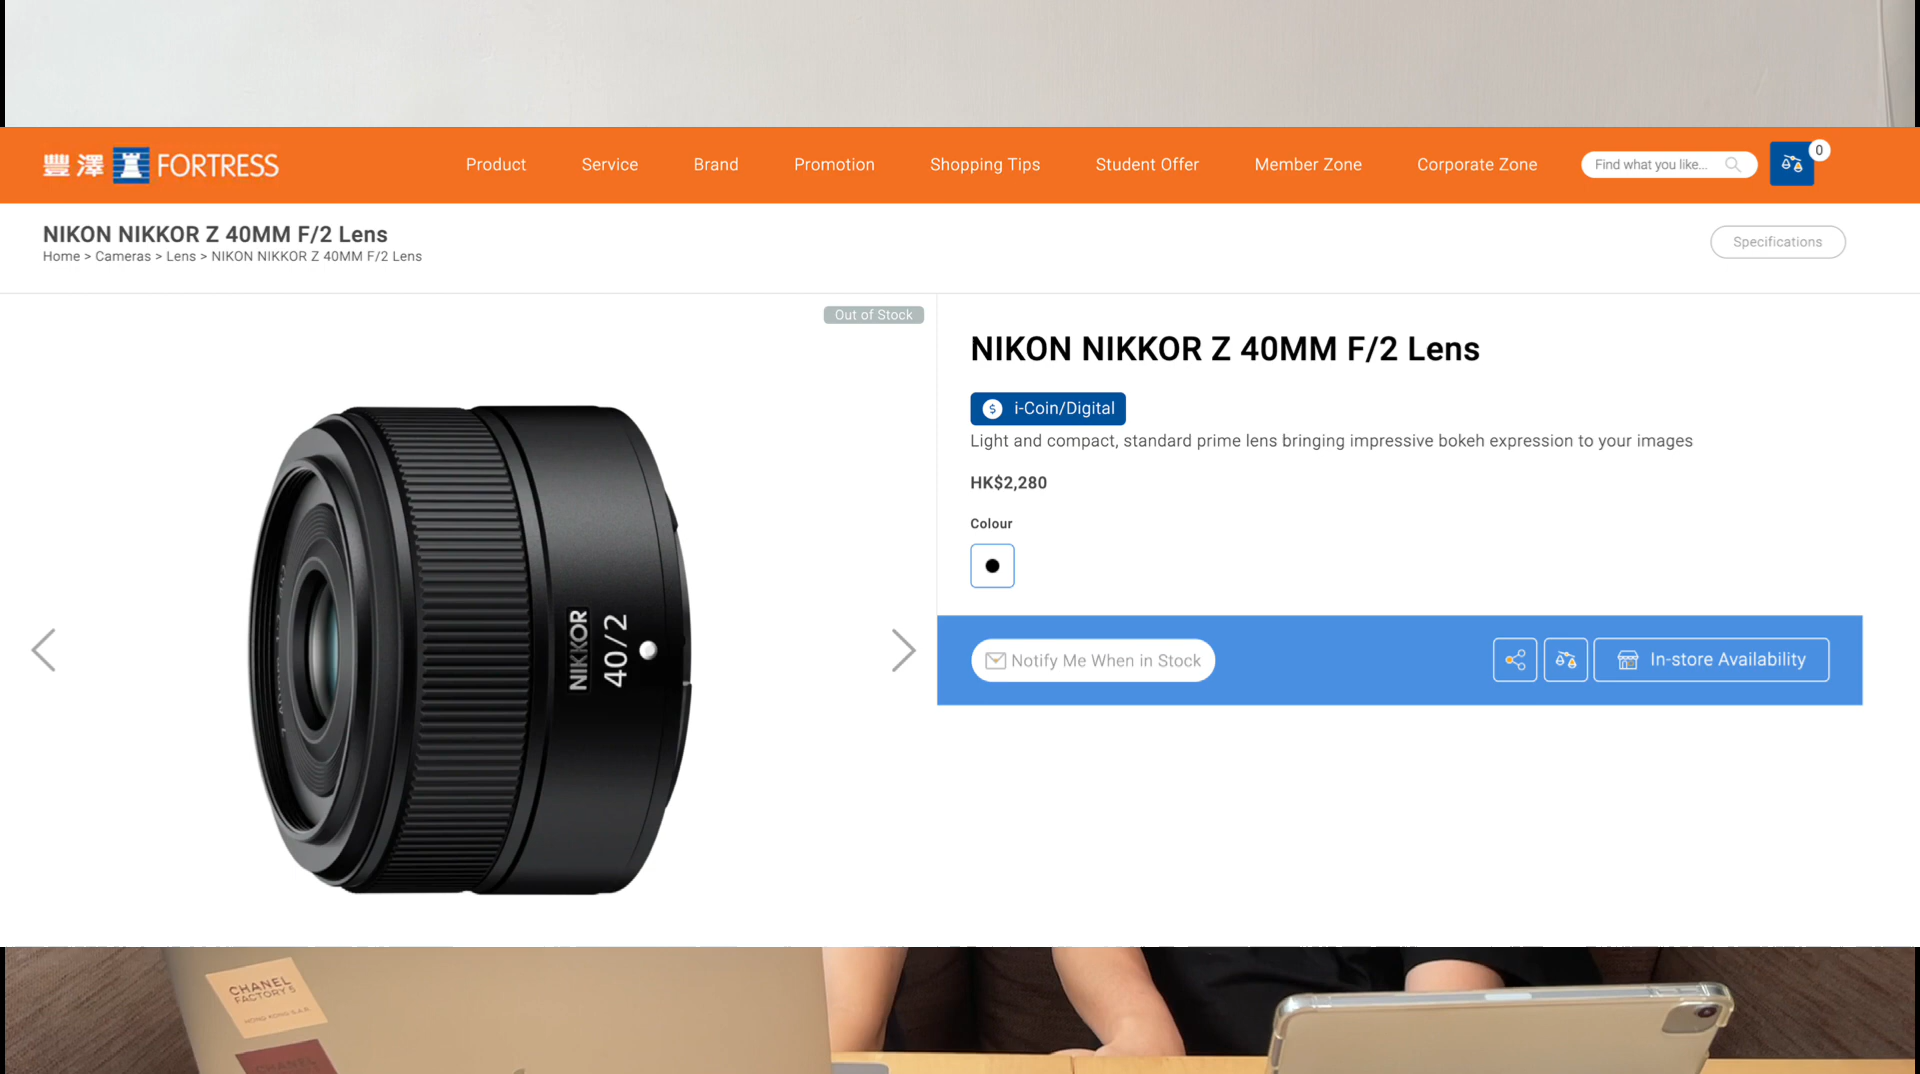 豐澤 FORTRESS
Product
Service
Brand
Promotion
Shopping Tips
Student Offer
Member Zone
Corporate Zone
Find what you like...
0
NIKON NIKKOR Z 40MM F/2 Lens
Home > Cameras > Lens > NIKON NIKKOR Z 40MM F/2 Lens
Specifications
Out of Stock
NIKON NIKKOR Z 40MM F/2 Lens
$ i-Coin/Digital
Light and compact, standard prime lens bringing impressive bokeh expression to your images
HK$2,280
Colour
NIKKOR
40/2
Notify Me When in Stock
In-store Availability
CHANEL
FACTORY 5
HONG KONG S.A.R.
CHANEL